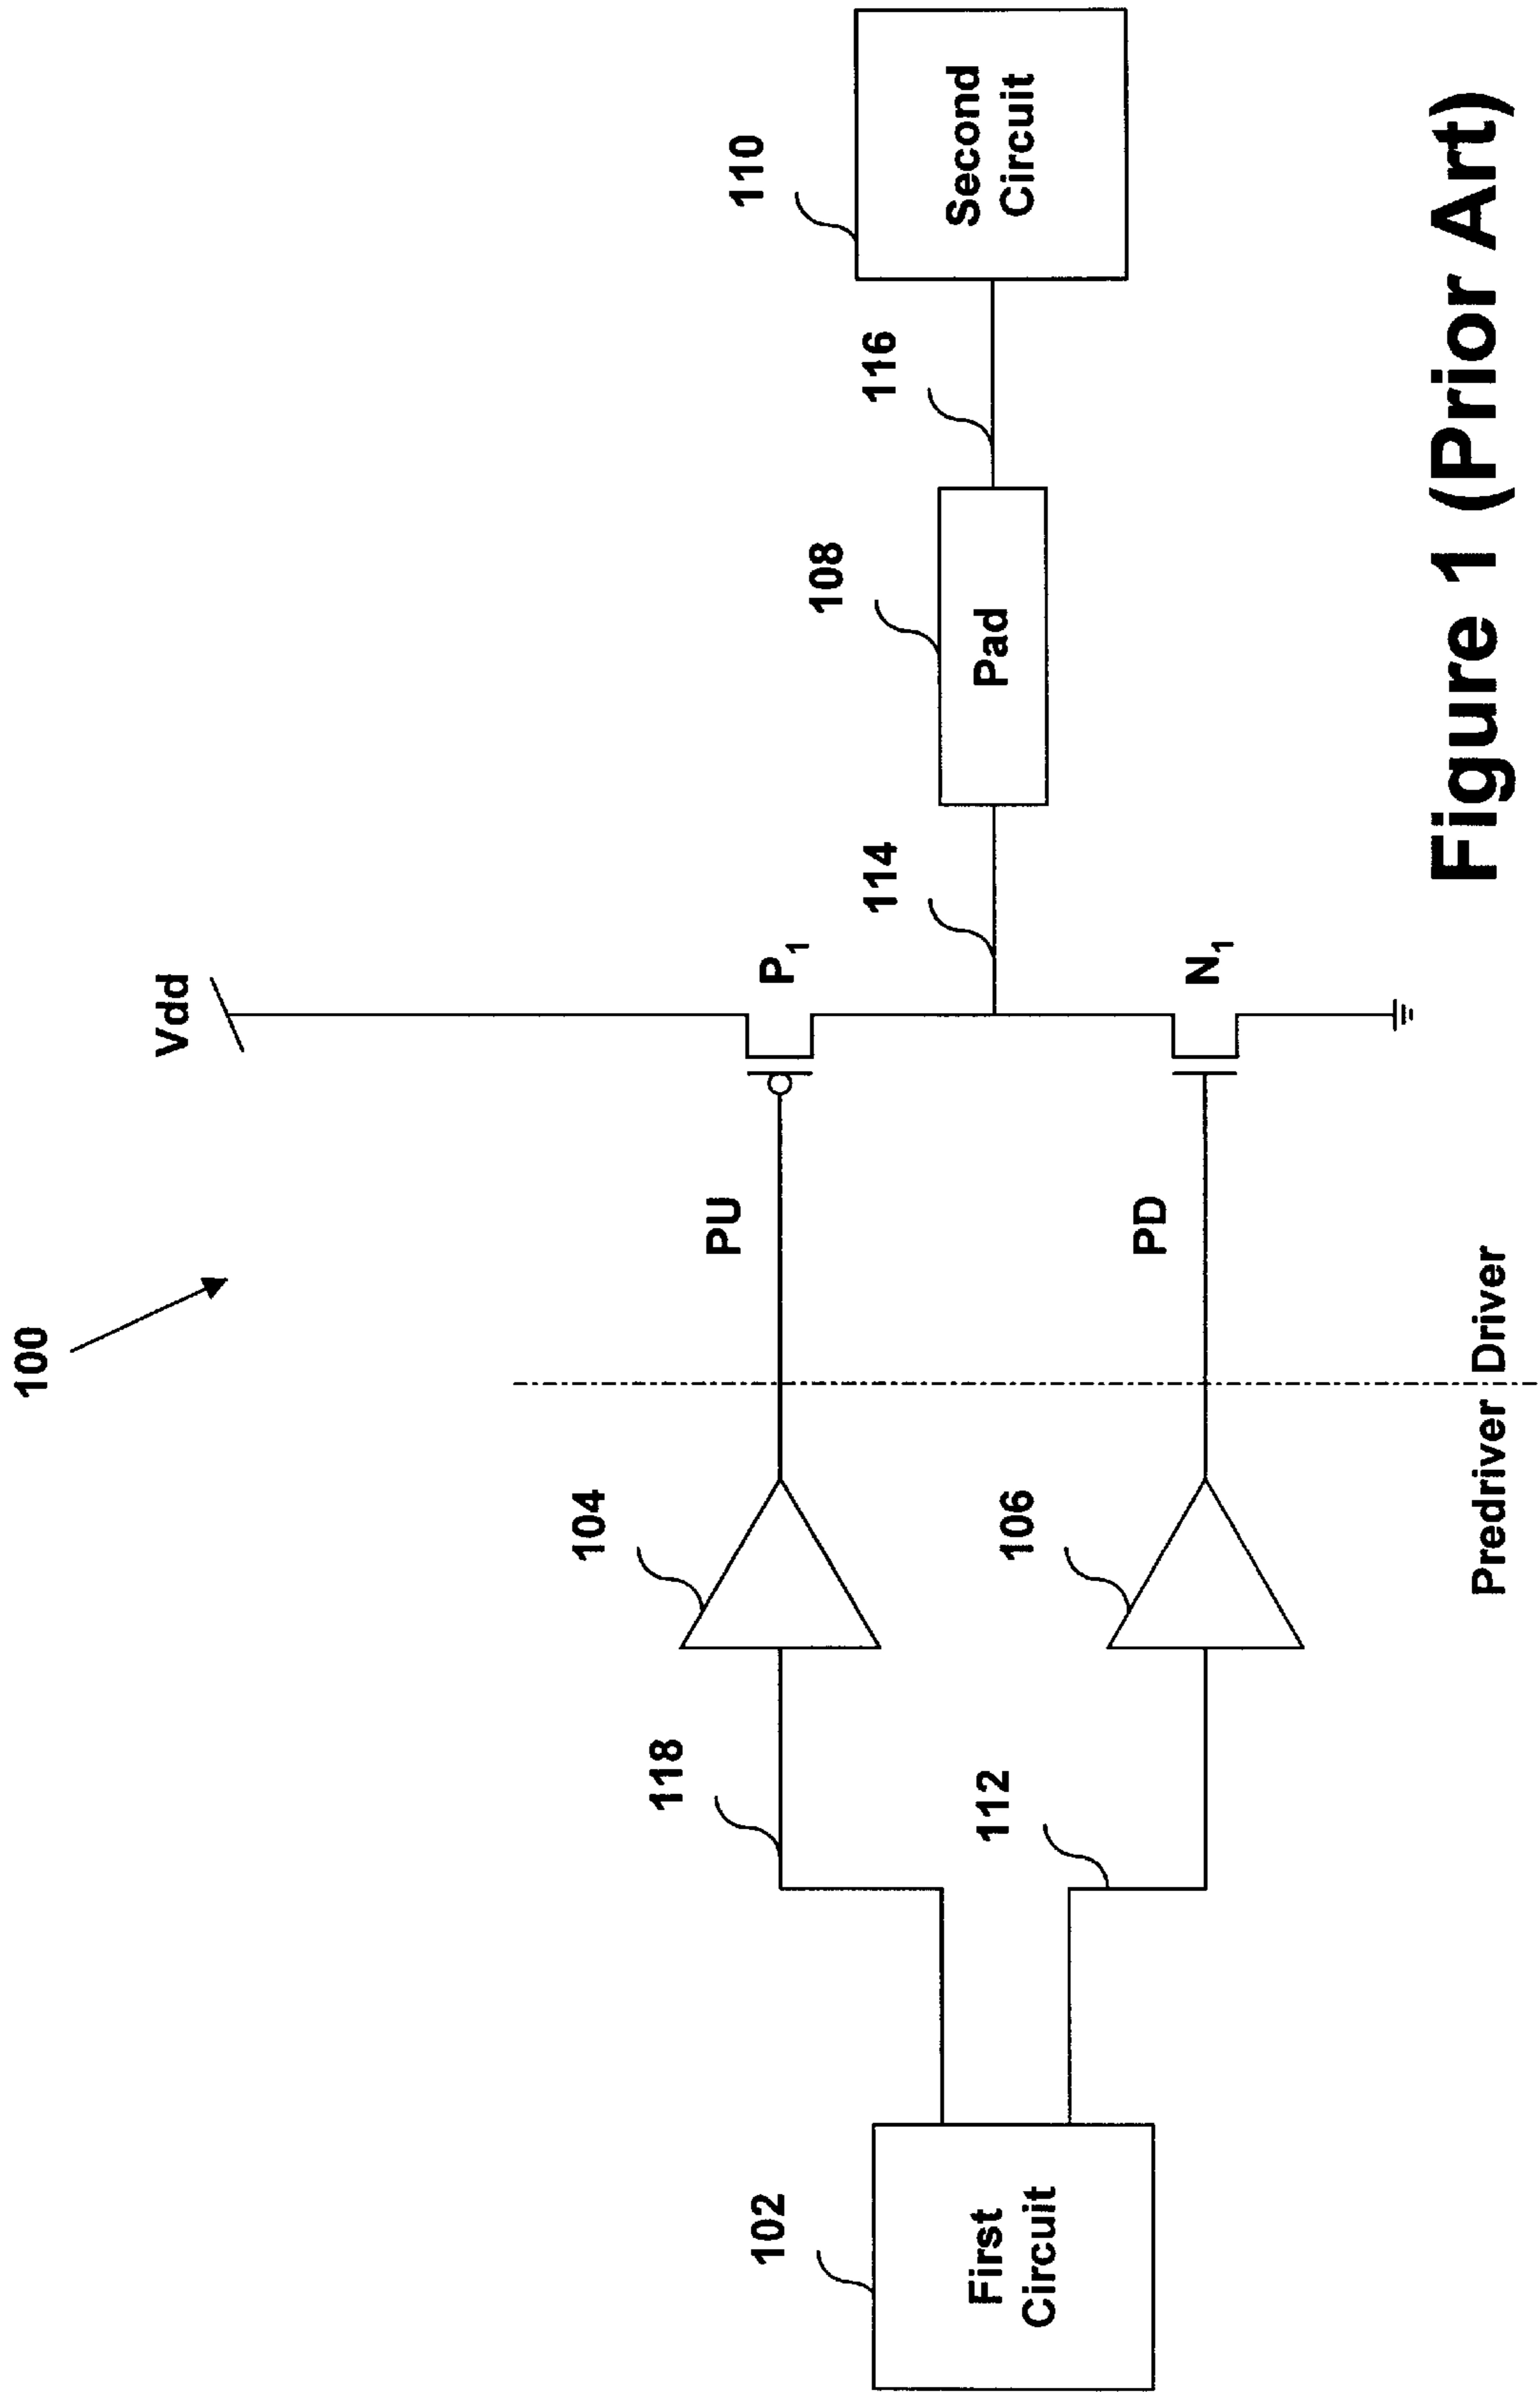 100
Vdd
104
PU
P1
118
110
Second
Circuit
102
First
Circuit
108
Pad
114
116
112
106
PD
N1
Predriver
Driver
Figure 1 (Prior Art)